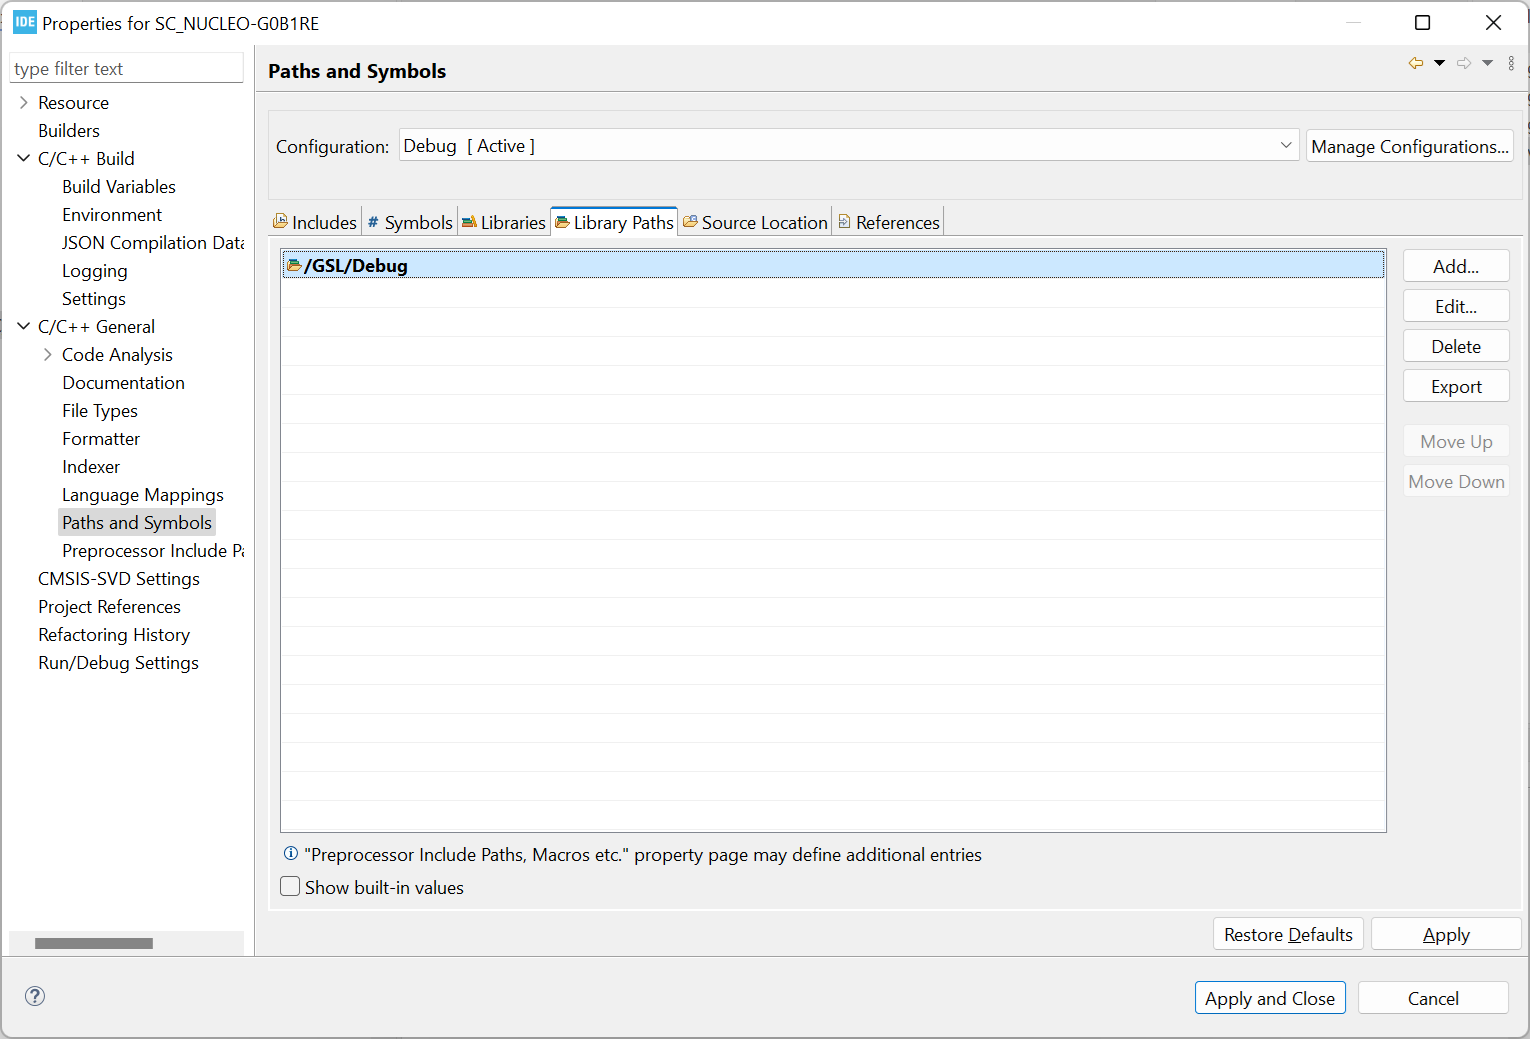 IDE Properties for SC_NUCLEO-G0B1RE
type filter text
Resource
Builders
C/C++ Build
Build Variables
Environment
JSON Compilation Data
Logging
Settings
C/C++ General
Code Analysis
Documentation
File Types
Formatter
Indexer
Language Mappings
Paths and Symbols
Preprocessor Include Pa
CMSIS-SVD Settings
Project References
Refactoring History
Run/Debug Settings
Paths and Symbols
Configuration: Debug [ Active ] Manage Configurations...
Includes # Symbols Libraries Library Paths Source Location References
/GSL/Debug
Add...
Edit...
Delete
Export
Move Up
Move Down
"Preprocessor Include Paths, Macros etc." property page may define additional entries
Show built-in values
Restore Defaults Apply
Apply and Close Cancel